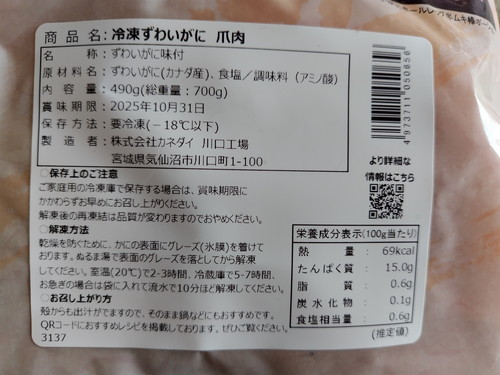 商品名:冷凍ずわいがに 爪肉
名称:ずわいがに味付
原材料名:ずわいがに(カナダ産)、食塩/調味料(アミノ酸)
内容量:490g(総重量:700g)
賞味期限:2025年10月31日
保存方法:要冷凍(-18℃以下)
製造者:株式会社カネダイ 川口工場
宮城県気仙沼市川口町1-100
○保存上のご注意
ご家庭用の冷凍庫で保存する場合は、賞味期限に
かかわらずお早めにお召し上がりください。
解凍後の再凍結は品質が変わりますのでおやめください。
○解凍方法
乾燥を防ぐために、かにの表面にグレーズ(氷膜)を着けて
おります。ぬるま湯で表面のグレーズを落としてから解凍
してください。室温(20℃)で2-3時間、冷蔵庫で5-7時間、
お急ぎの場合は袋に入れて流水で10分ほど解凍してください。
○お召し上がり方
殻からも出汁がでますので、そのまま鍋などにもおすすめです。
QRコードにおすすめレシピを掲載しております。ぜひご覧ください。
3137
4973711050656
より詳細な
情報はこちら
栄養成分表示(100g当たり)
熱量:69kcal
たんぱく質:15.0g
脂質:0.6g
炭水化物:0.1g
食塩相当量:0.6g
(推定値)